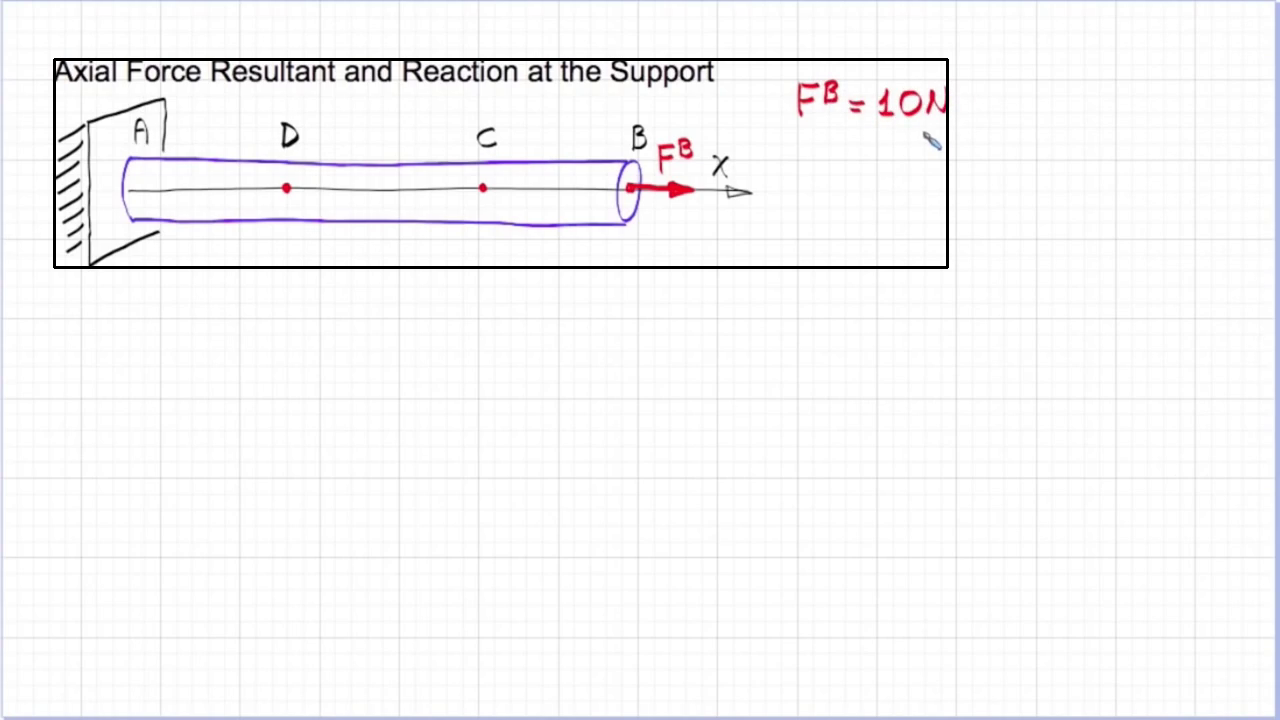 Axial Force Resultant and Reaction at the Support
F^B = 10N
A D C B
F^B X